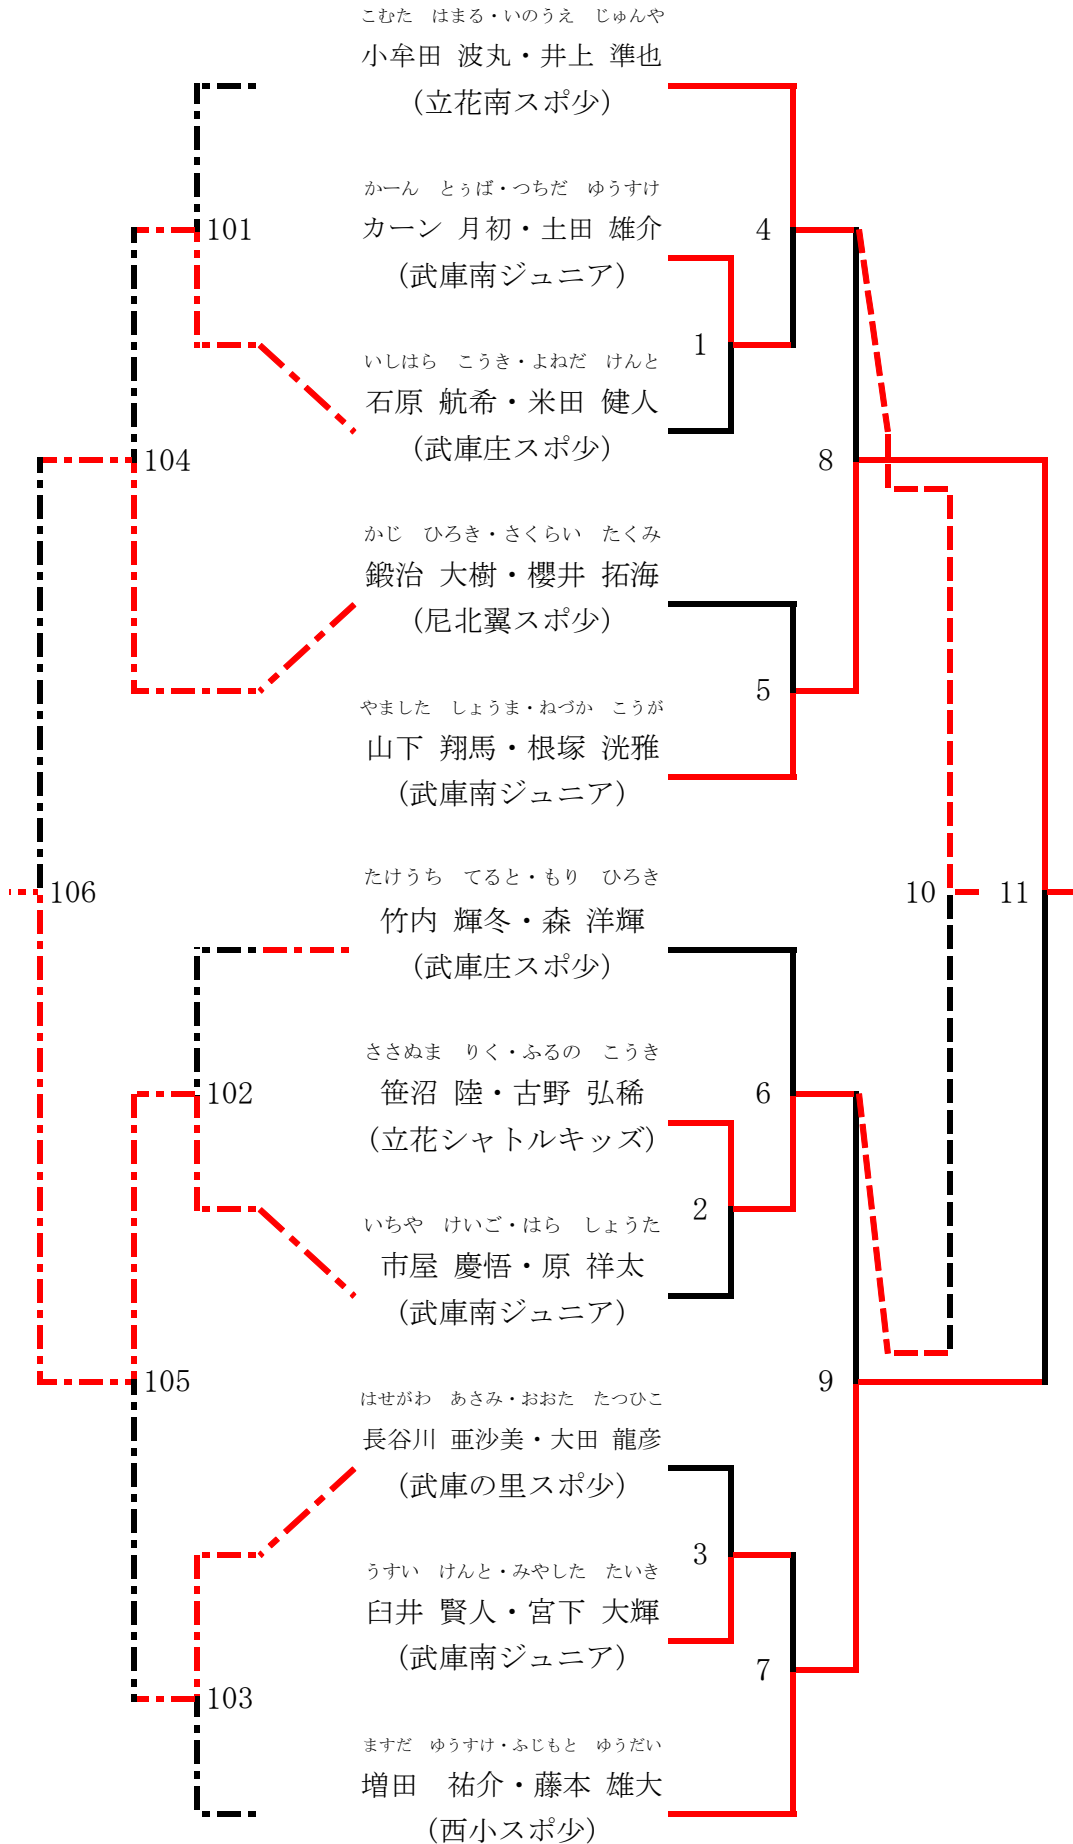 こむた はまる・いのうえ じゅんや
小牟田 波丸・井上 準也
(立花南スポ少)
かーん とぅば・つちだ ゆうすけ
101
カーン 月初・土田 雄介
4
(武庫南ジュニア)
1
いしはら こうき・よねだ けんと
石原 航希・米田 健人
(武庫庄スポ少)
104
8
かじ ひろき・さくらい たくみ
鍛治 大樹・櫻井 拓海
(尼北翼スポ少)
5
やました しょうま・ねづか こうが
山下 翔馬・根塚 洸雅
(武庫南ジュニア)
たけうち てると・もり ひろき
106
10
11
竹内 輝冬・森 洋輝
(武庫庄スポ少)
ささぬま りく・ふるの こうき
102
笹沼 陸・古野 弘稀
6
(立花シャトルキッズ)
2
いちや けいご・はら しょうた
市屋 慶悟・原 祥太
(武庫南ジュニア)
105
9
はせがわ あさみ・おおた たつひこ
長谷川 亜沙美・大田 龍彦
(武庫の里スポ少)
3
うすい けんと・みやした たいき
臼井 賢人・宮下 大輝
(武庫南ジュニア)
7
103
ますだ ゆうすけ・ふじもと ゆうだい
増田 祐介・藤本 雄大
(西小スポ少)